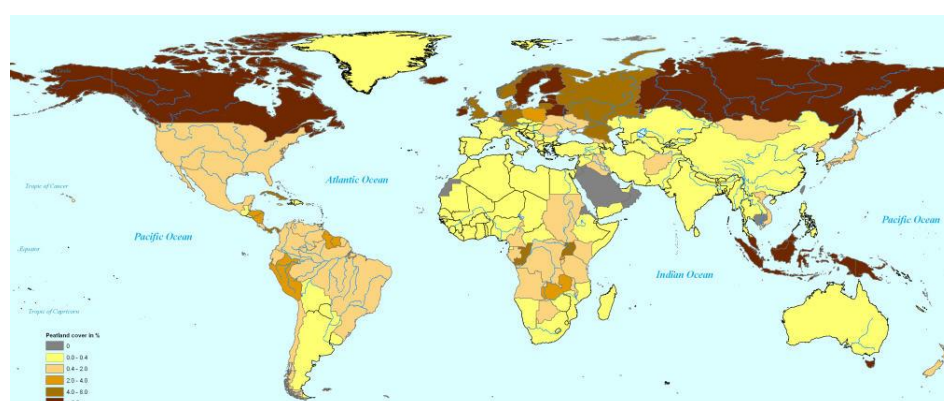 Tropic of Cancer
Atlantic Ocean
Pacific Ocean
Pacific Ocean
Equator
Indian Ocean
Tropic of Capricorn
Peatland cover in %
0
0.0 - 0.4
0.4 - 2.0
2.0 - 4.0
4.0 - 6.0